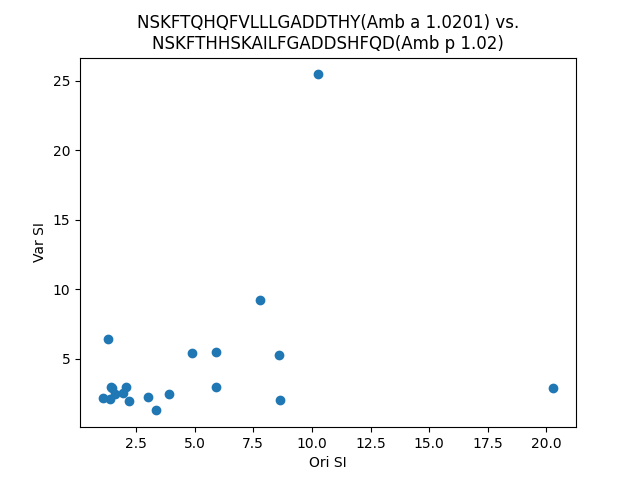 NSKFTQHQFVLLLGADDTHY(Amb a 1.0201) vs.
NSKFTHHSKAILFGADDSHFQD(Amb p 1.02)
25
20
15
10
5
Var SI
2.5 5.0 7.5 10.0 12.5 15.0 17.5 20.0
Ori SI